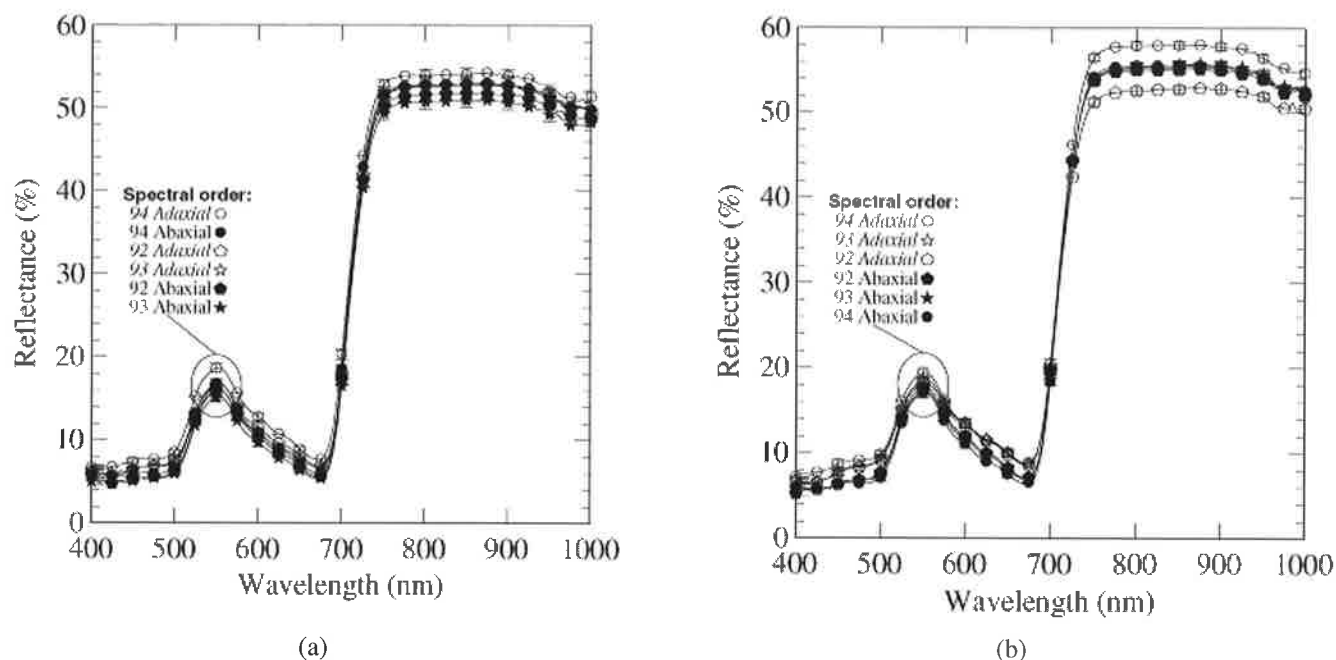 60
50
40
30
20
10
0
Reflectance (%)
Spectral order:
94 Adaxial
94 Abaxial
92 Adaxial
93 Adaxial
92 Abaxial
93 Abaxial
400 500 600 700 800 900 1000
Wavelength (nm)
(a)
60
50
40
30
20
10
0
Reflectance (%)
Spectral order:
94 Adaxial
93 Adaxial
92 Adaxial
92 Abaxial
93 Abaxial
94 Abaxial
400 500 600 700 800 900 1000
Wavelength (nm)
(b)